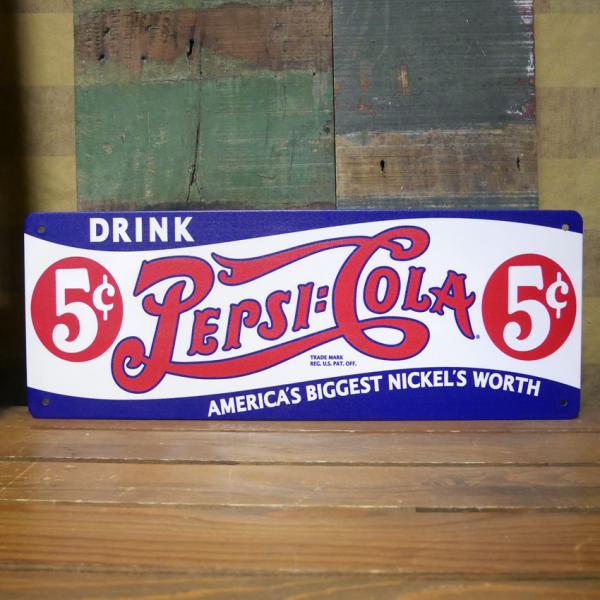 DRINK
5¢ PEPSI:COLA® 5¢
TRADE MARK
REG. U.S. PAT. OFF.
AMERICA'S BIGGEST NICKEL'S WORTH